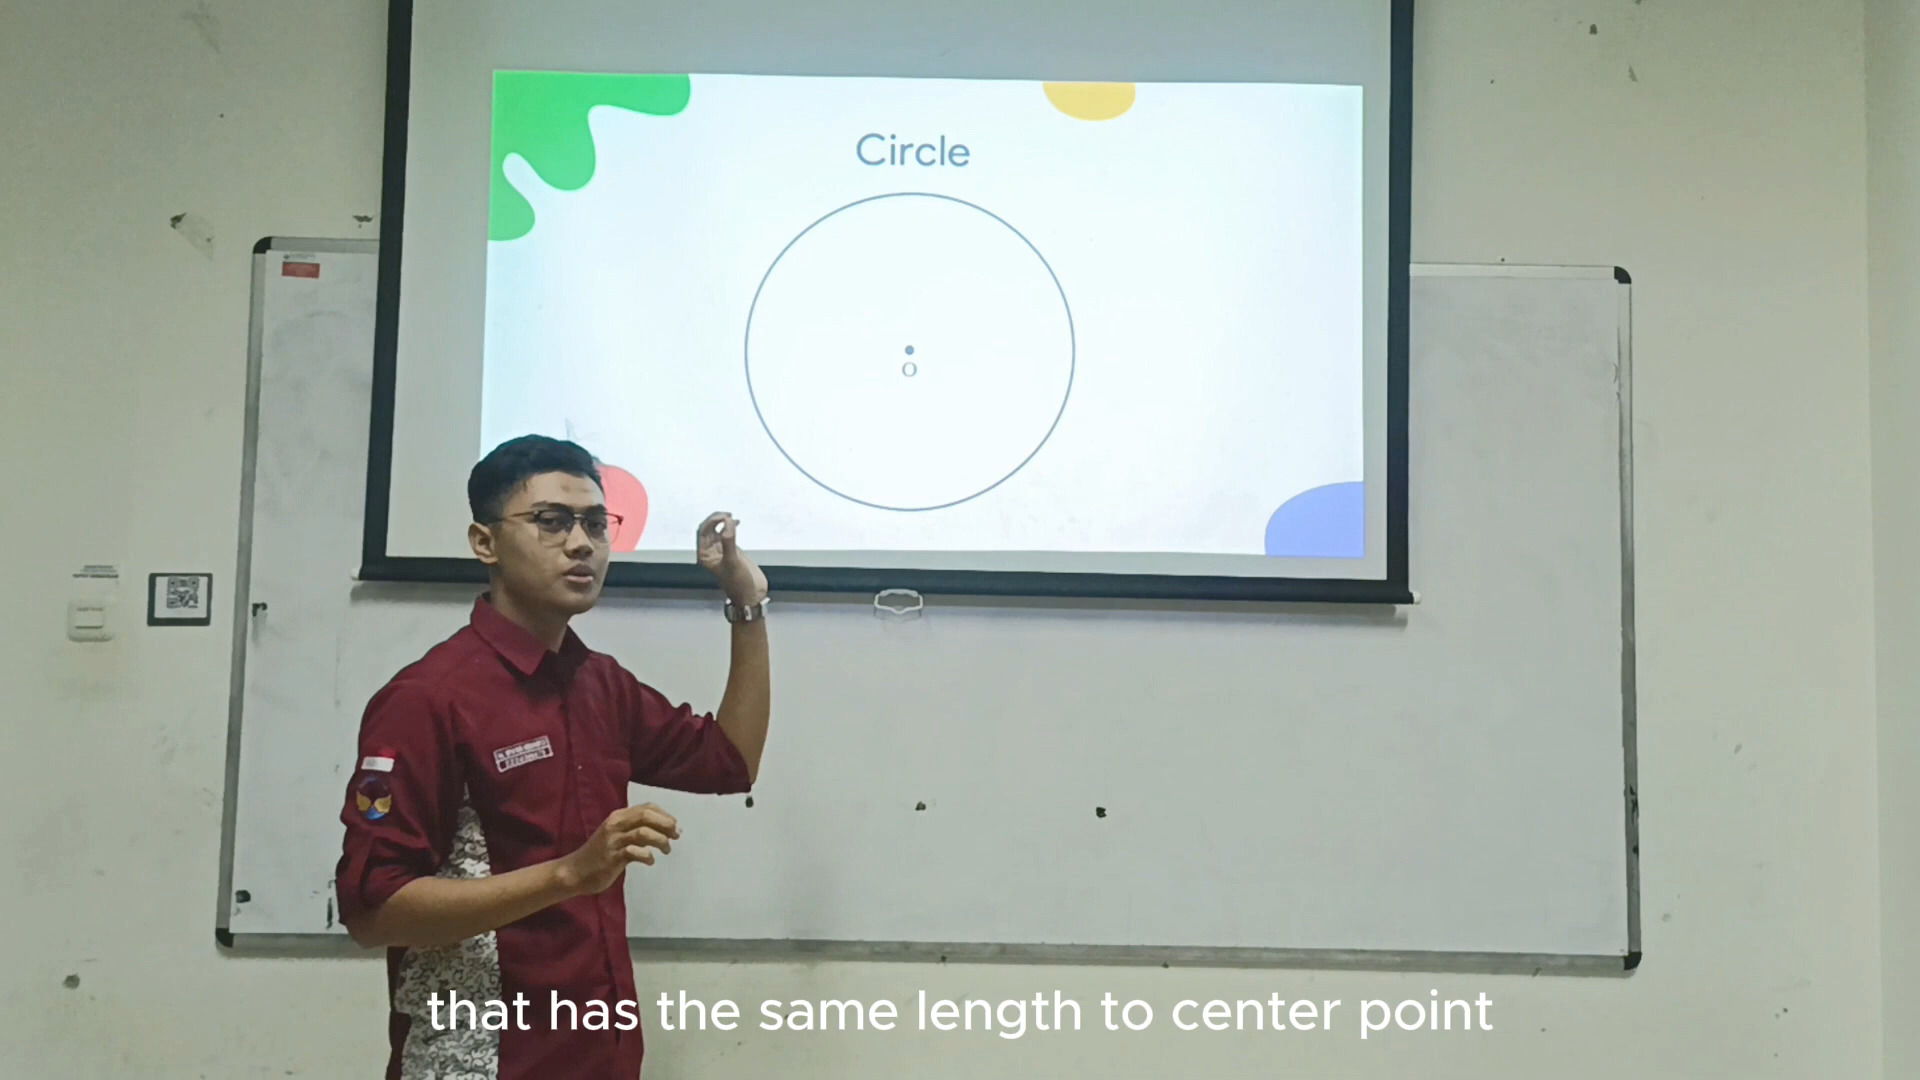 Circle
O
that has the same length to center point